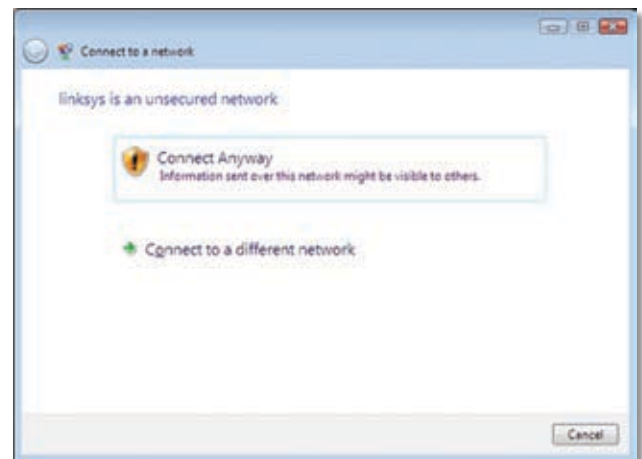 Connect to a network
linksys is an unsecured network
Connect Anyway
Information sent over this network might be visible to others.
Connect to a different network
Cancel